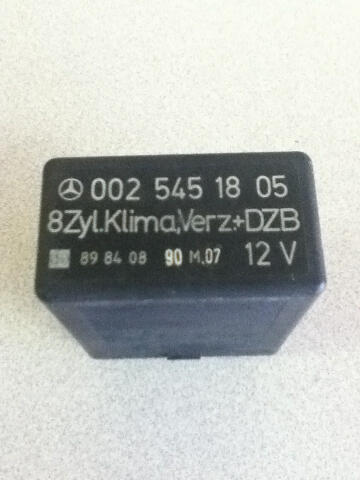 002 545 18 05
8Zyl.Klima,Verz.+DZB
89 84 08 90 M.07 12 V